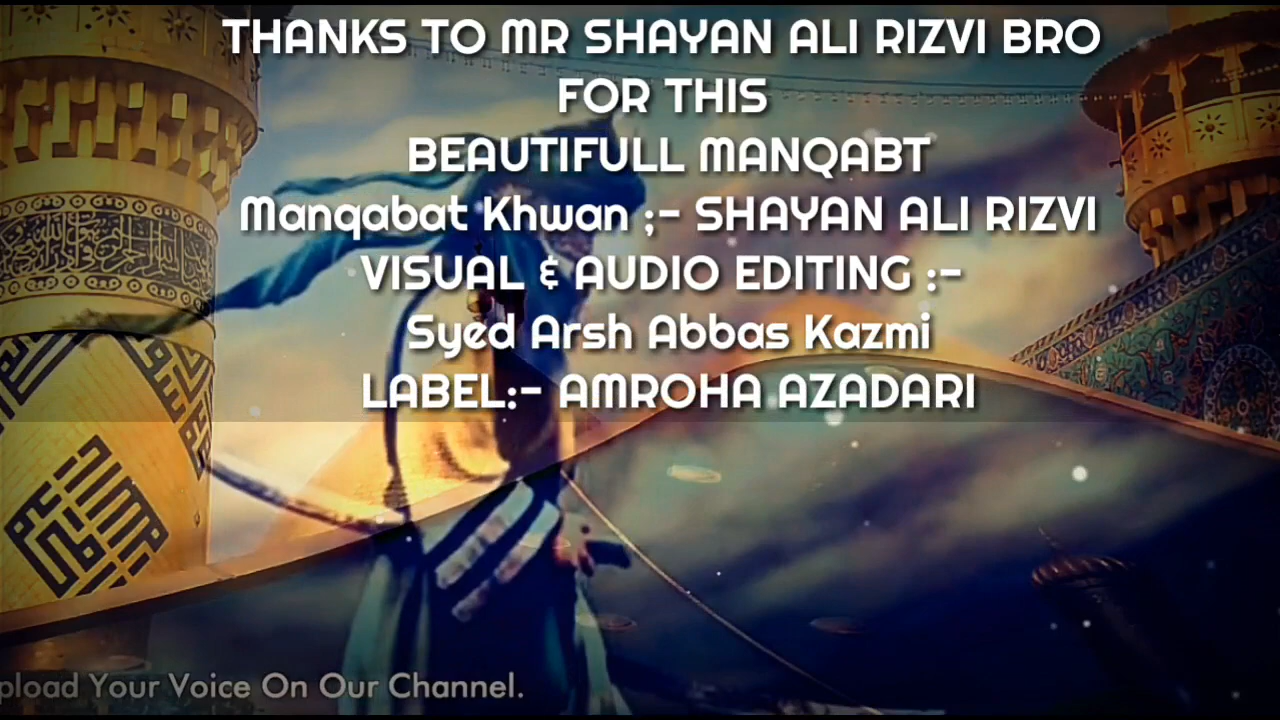 THANKS TO MR SHAYAN ALI RIZVI BRO
FOR THIS
BEAUTIFULL MANQABT
Manqabat Khwan ;- SHAYAN ALI RIZVI
VISUAL & AUDIO EDITING :-
Syed Arsh Abbas Kazmi
LABEL:- AMROHA AZADARI
pload Your Voice On Our Channel.